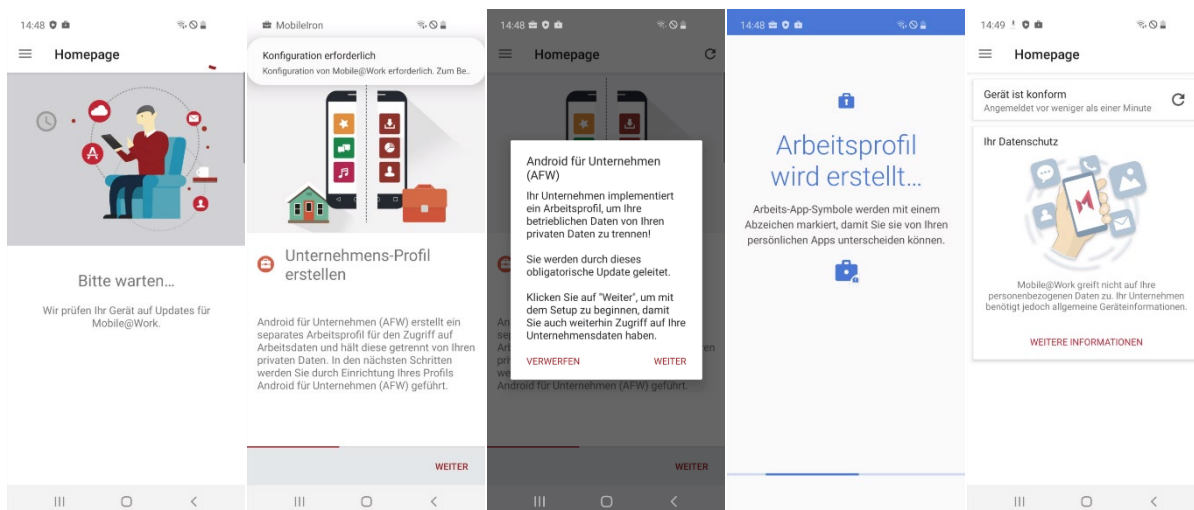 14:48
Homepage
Bitte warten...
Wir prüfen Ihr Gerät auf Updates für
Mobile@Work.
MobileIron
Konfiguration erforderlich
Konfiguration von Mobile@Work erforderlich. Zum Be..
Unternehmens-Profil
erstellen
Android für Unternehmen (AFW) erstellt ein
separates Arbeitsprofil für den Zugriff auf
Arbeitsdaten und hält diese getrennt von Ihren
privaten Daten. In den nächsten Schritten
werden Sie durch Einrichtung Ihres Profils
Android für Unternehmen (AFW) geführt.
WEITER
14:48
Homepage
Android für Unternehmen
(AFW)
Ihr Unternehmen implementiert
ein Arbeitsprofil, um Ihre
betrieblichen Daten von Ihren
privaten Daten zu trennen!
Sie werden durch dieses
obligatorische Update geleitet.
Klicken Sie auf "Weiter", um mit
dem Setup zu beginnen, damit
Sie auch weiterhin Zugriff auf Ihre
Unternehmensdaten haben.
VERWERFEN WEITER
Android für Unternehmen (AFW) geführt.
WEITER
14:48
Arbeitsprofil
wird erstellt...
Arbeits-App-Symbole werden mit einem
Abzeichen markiert, damit Sie sie von Ihren
persönlichen Apps unterscheiden können.
14:49
Homepage
Gerät ist konform
Angemeldet vor weniger als einer Minute
Ihr Datenschutz
Mobile@Work greift nicht auf Ihre
personenbezogenen Daten zu. Ihr Unternehmen
benötigt jedoch allgemeine Geräteinformationen.
WEITERE INFORMATIONEN